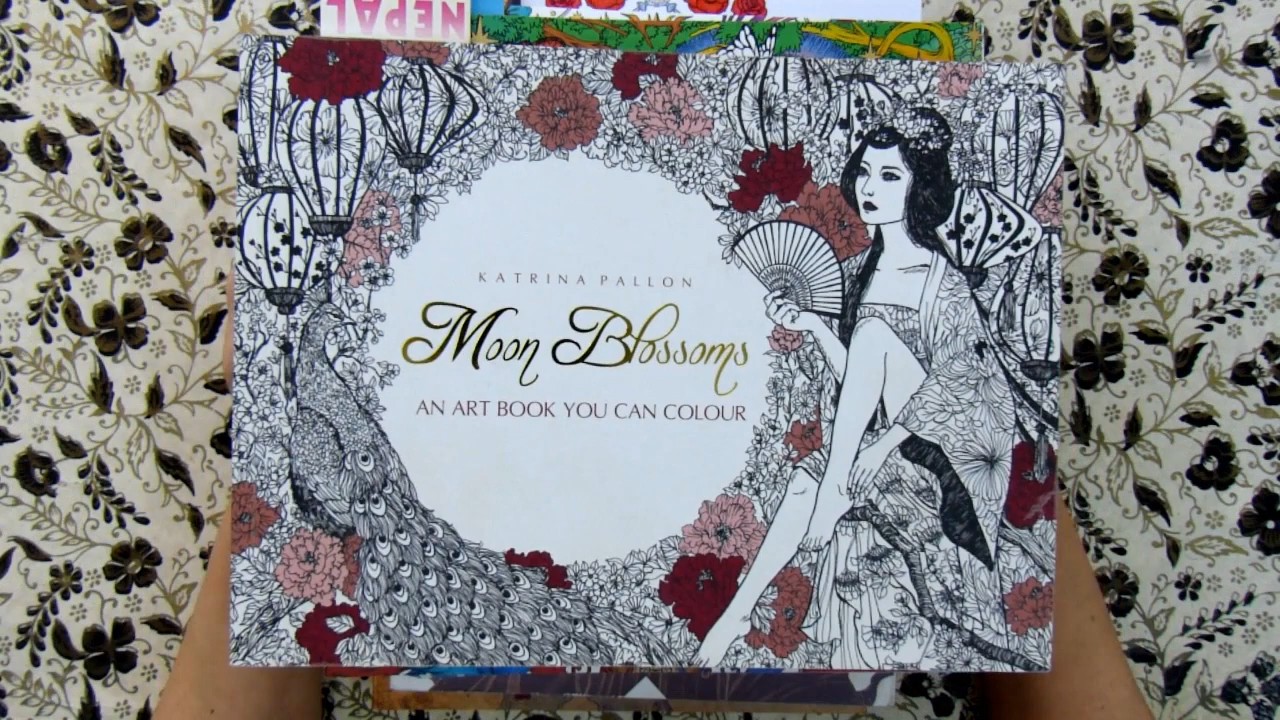 NEPAL
KATRINA PALLON
Moon Blossoms
AN ART BOOK YOU CAN COLOUR